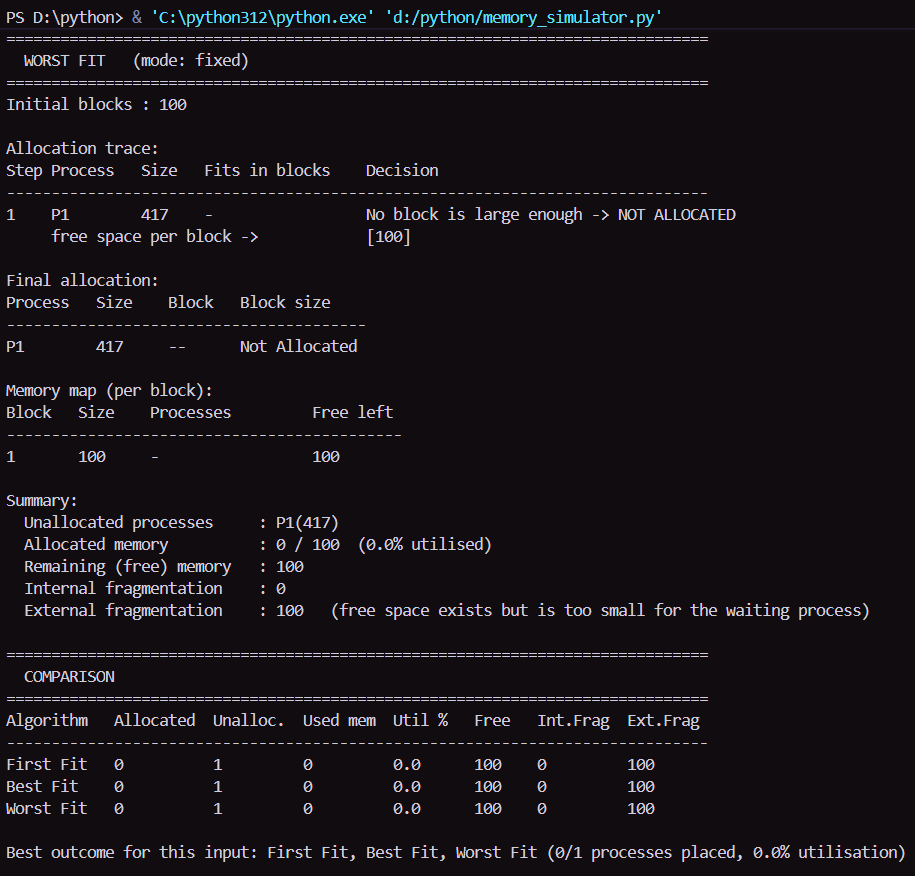 PS D:\python> & 'C:\python312\python.exe' 'd:/python/memory_simulator.py'
==============================================================================
  WORST FIT   (mode: fixed)
==============================================================================
Initial blocks : 100

Allocation trace:
Step Process   Size   Fits in blocks    Decision
------------------------------------------------------------------------------
1    P1        417    -                 No block is large enough -> NOT ALLOCATED
     free space per block ->            [100]

Final allocation:
Process   Size    Block   Block size
----------------------------------------
P1        417     --      Not Allocated

Memory map (per block):
Block   Size    Processes         Free left
--------------------------------------------
1       100     -                 100

Summary:
  Unallocated processes     : P1(417)
  Allocated memory          : 0 / 100  (0.0% utilised)
  Remaining (free) memory   : 100
  Internal fragmentation    : 0
  External fragmentation    : 100   (free space exists but is too small for the waiting process)

==============================================================================
  COMPARISON
==============================================================================
Algorithm   Allocated  Unalloc.  Used mem  Util %   Free   Int.Frag  Ext.Frag
------------------------------------------------------------------------------
First Fit   0          1         0         0.0      100    0         100
Best Fit    0          1         0         0.0      100    0         100
Worst Fit   0          1         0         0.0      100    0         100

Best outcome for this input: First Fit, Best Fit, Worst Fit (0/1 processes placed, 0.0% utilisation)